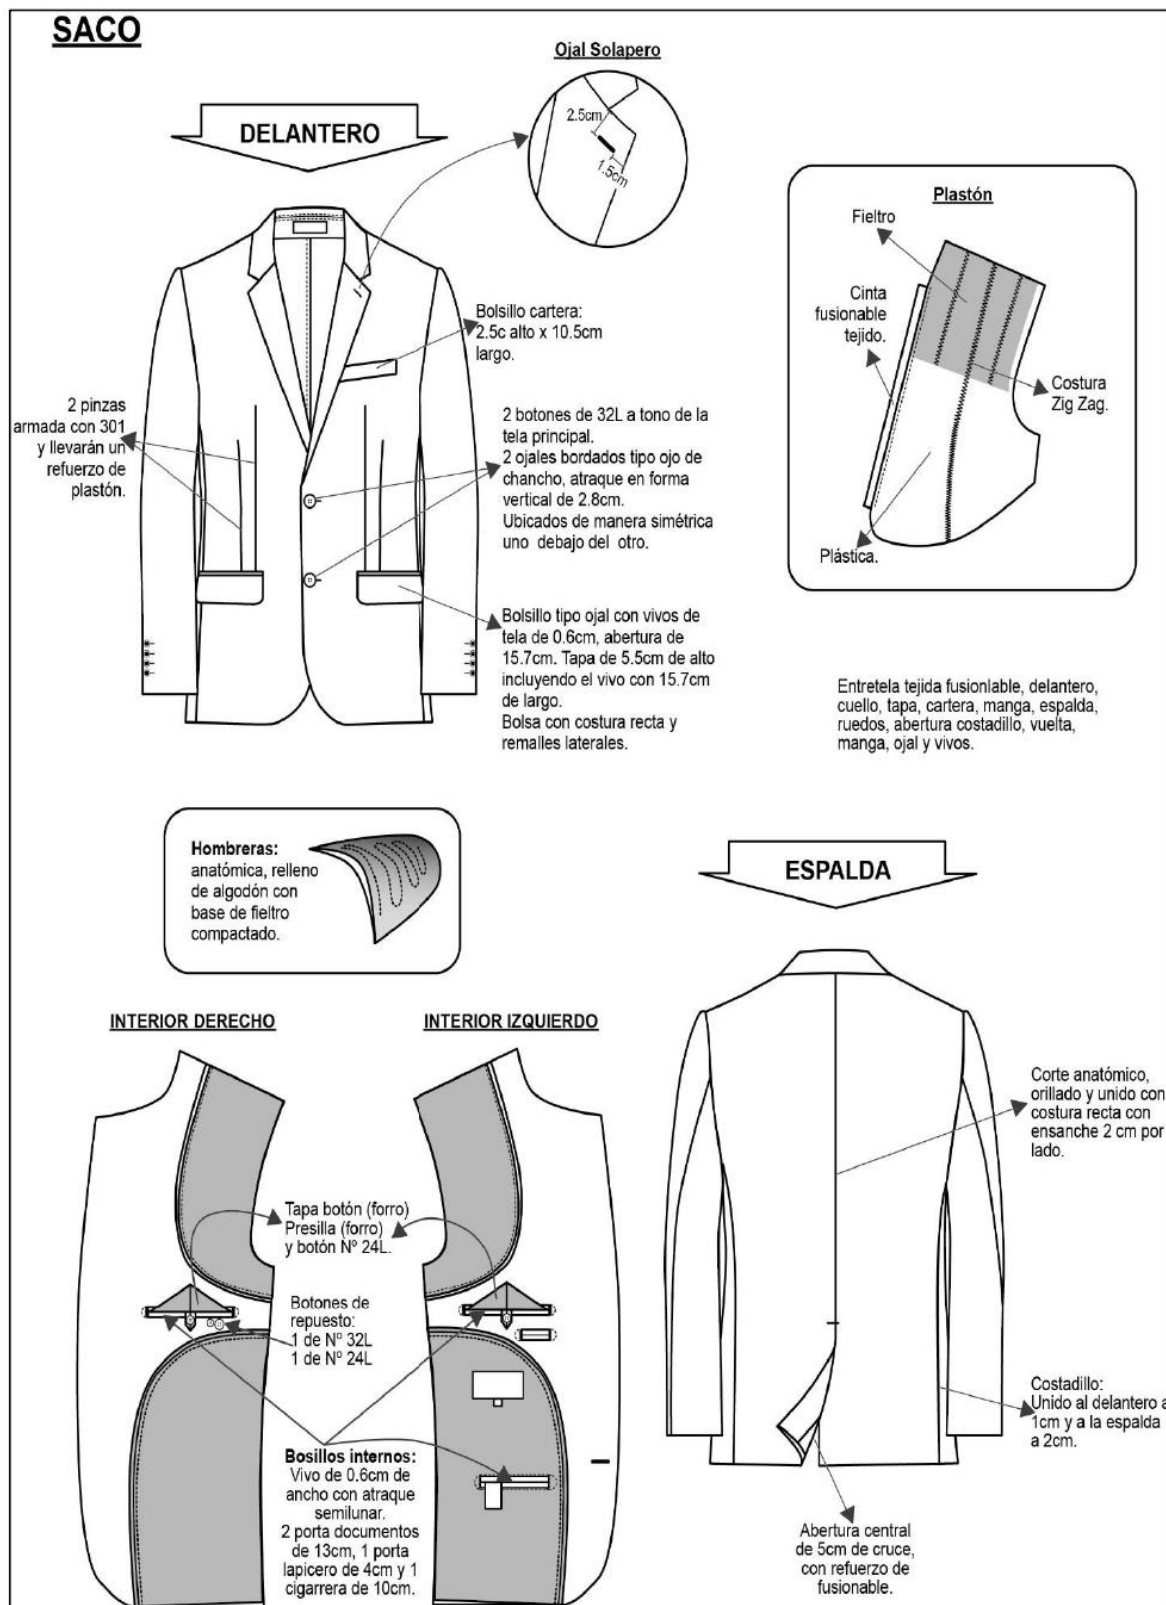 SACO
Ojal Solapero
2.5cm
1.5cm
DELANTERO
Bolsillo cartera:
2.5c alto x 10.5cm
largo.
2 pinzas
armada con 301
y llevarán un
refuerzo de
plastón.
2 botones de 32L a tono de la
tela principal.
2 ojales bordados tipo ojo de
chancho, atraque en forma
vertical de 2.8cm.
Ubicados de manera simétrica
uno debajo del otro.
Bolsillo tipo ojal con vivos de
tela de 0.6cm, abertura de
15.7cm. Tapa de 5.5cm de alto
incluyendo el vivo con 15.7cm
de largo.
Bolsa con costura recta y
remalles laterales.
Plastón
Fieltro
Cinta
fusionable
tejido.
Costura
Zig Zag.
Plástica.
Entretela tejida fusionlable, delantero,
cuello, tapa, cartera, manga, espalda,
ruedos, abertura costadillo, vuelta,
manga, ojal y vivos.
Hombreras:
anatómica, relleno
de algodón con
base de fieltro
compactado.
INTERIOR DERECHO
INTERIOR IZQUIERDO
Tapa botón (forro)
Presilla (forro)
y botón Nº 24L.
Botones de
repuesto:
1 de Nº 32L
1 de Nº 24L
Bosillos internos:
Vivo de 0.6cm de
ancho con atraque
semilunar.
2 porta documentos
de 13cm, 1 porta
lapicero de 4cm y 1
cigarrera de 10cm.
ESPALDA
Corte anatómico,
orillado y unido con
costura recta con
ensanche 2 cm por
lado.
Costadillo:
Unido al delantero a
1cm y a la espalda
a 2cm.
Abertura central
de 5cm de cruce,
con refuerzo de
fusionable.